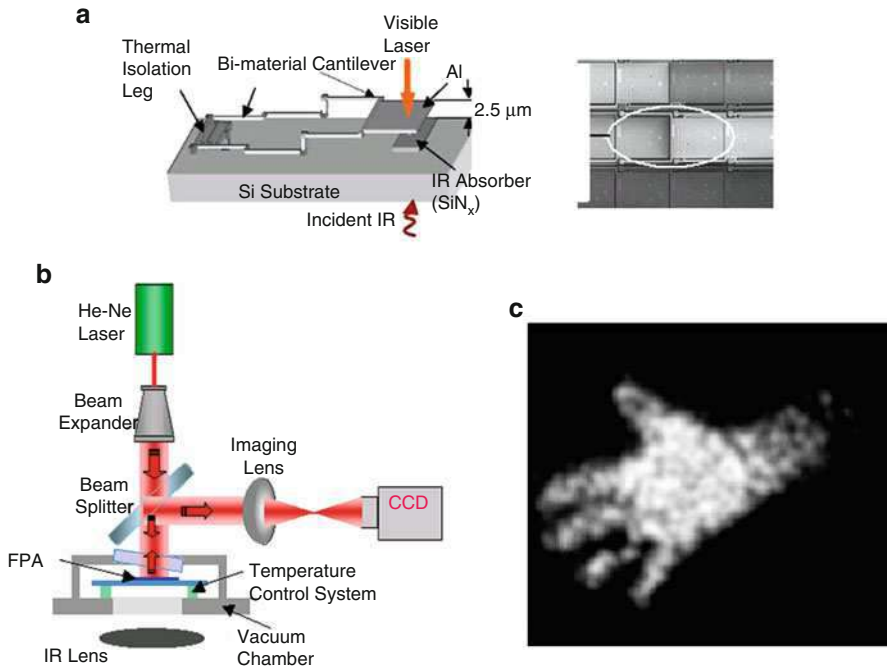 a
Thermal
Isolation
Leg
Bi-material Cantilever
Visible
Laser
Al
2.5 μm
Si Substrate
IR Absorber
(SiNx)
Incident IR
b
He-Ne
Laser
Beam
Expander
Beam
Splitter
Imaging
Lens
CCD
FPA
Temperature
Control System
Vacuum
Chamber
IR Lens
c